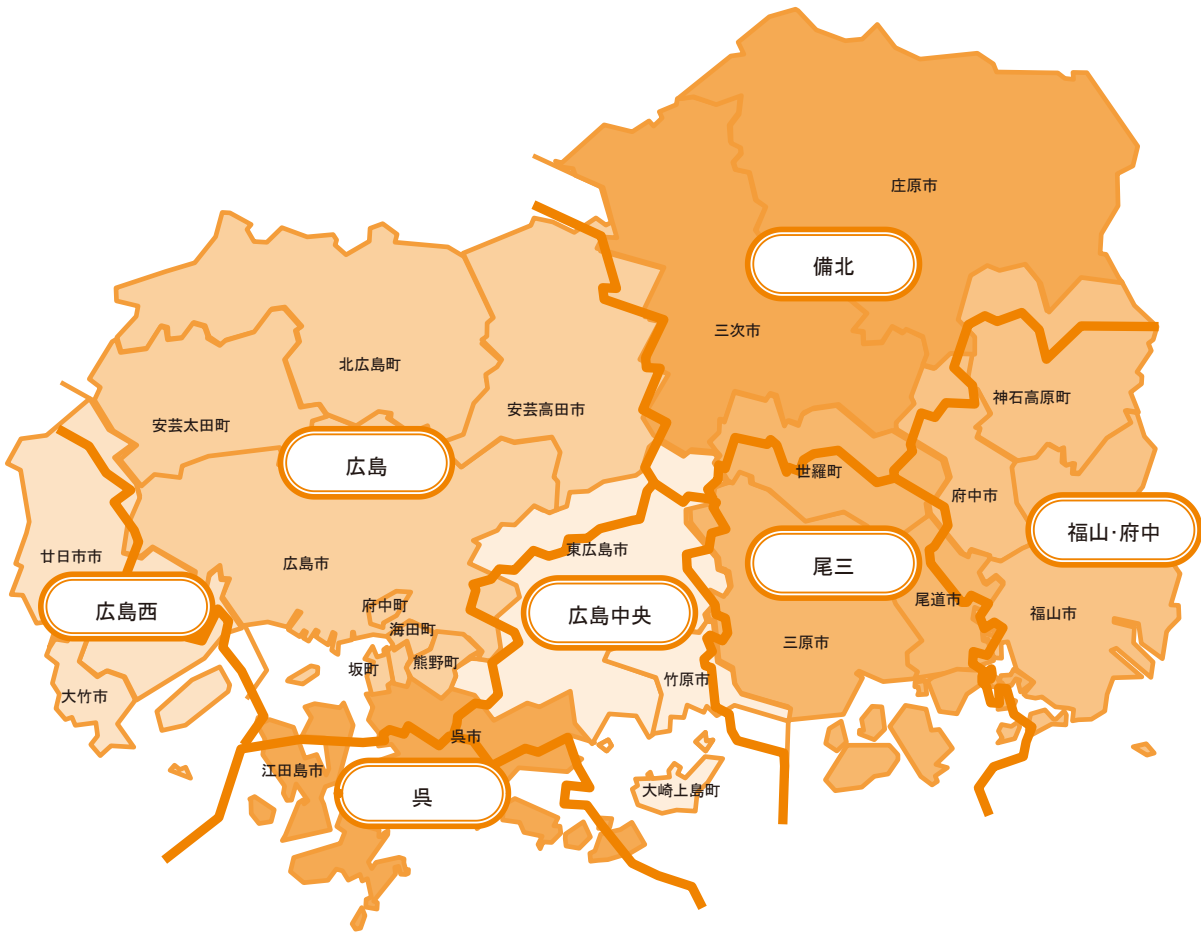 庄原市
備北
三次市
北広島町
神石高原町
安芸高田市
安芸太田町
広島
世羅町
府中市
福山・府中
東広島市
廿日市市
広島市
尾三
尾道市
府中町
広島西
広島中央
福山市
海田町
三原市
熊野町
坂町
竹原市
大竹市
呉市
江田島市
大崎上島町
呉